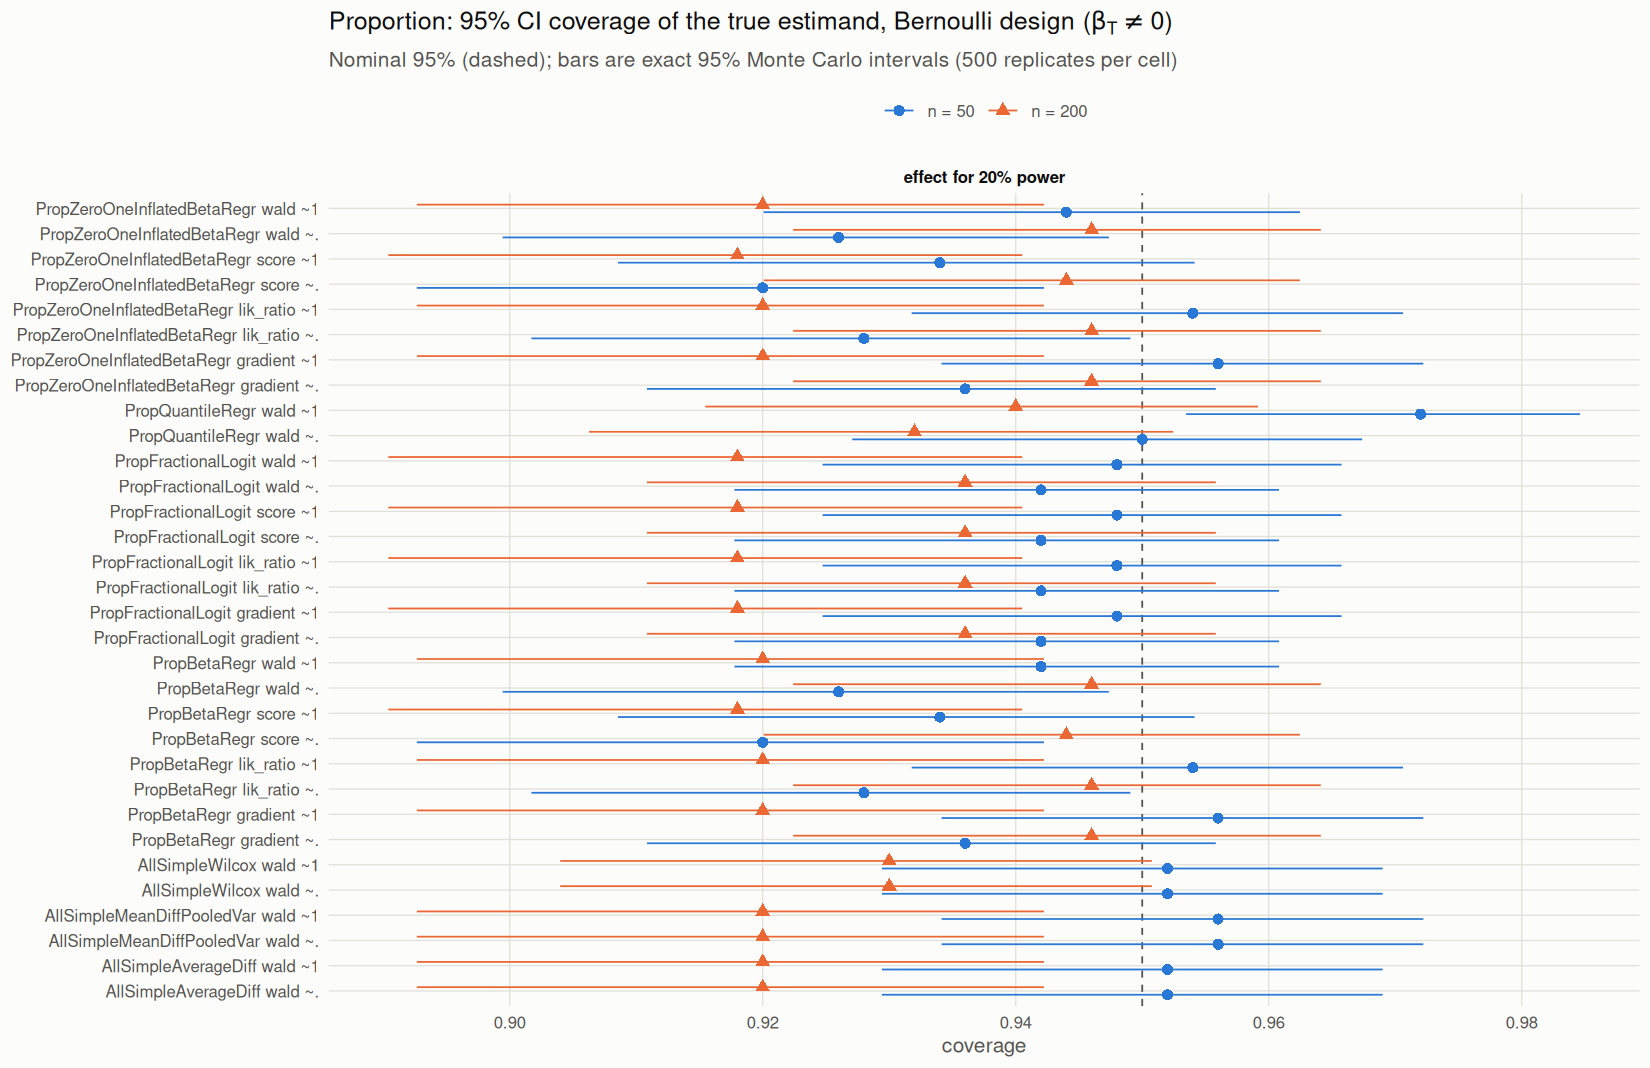 Proportion: 95% CI coverage of the true estimand, Bernoulli design (βT ≠ 0)
Nominal 95% (dashed); bars are exact 95% Monte Carlo intervals (500 replicates per cell)
n = 50 n = 200
effect for 20% power
PropZeroOneInflatedBetaRegr wald ~1
PropZeroOneInflatedBetaRegr wald ~.
PropZeroOneInflatedBetaRegr score ~1
PropZeroOneInflatedBetaRegr score ~.
PropZeroOneInflatedBetaRegr lik_ratio ~1
PropZeroOneInflatedBetaRegr lik_ratio ~.
PropZeroOneInflatedBetaRegr gradient ~1
PropZeroOneInflatedBetaRegr gradient ~.
PropQuantileRegr wald ~1
PropQuantileRegr wald ~.
PropFractionalLogit wald ~1
PropFractionalLogit wald ~.
PropFractionalLogit score ~1
PropFractionalLogit score ~.
PropFractionalLogit lik_ratio ~1
PropFractionalLogit lik_ratio ~.
PropFractionalLogit gradient ~1
PropFractionalLogit gradient ~.
PropBetaRegr wald ~1
PropBetaRegr wald ~.
PropBetaRegr score ~1
PropBetaRegr score ~.
PropBetaRegr lik_ratio ~1
PropBetaRegr lik_ratio ~.
PropBetaRegr gradient ~1
PropBetaRegr gradient ~.
AllSimpleWilcox wald ~1
AllSimpleWilcox wald ~.
AllSimpleMeanDiffPooledVar wald ~1
AllSimpleMeanDiffPooledVar wald ~.
AllSimpleAverageDiff wald ~1
AllSimpleAverageDiff wald ~.
0.90 0.92 0.94 0.96 0.98
coverage